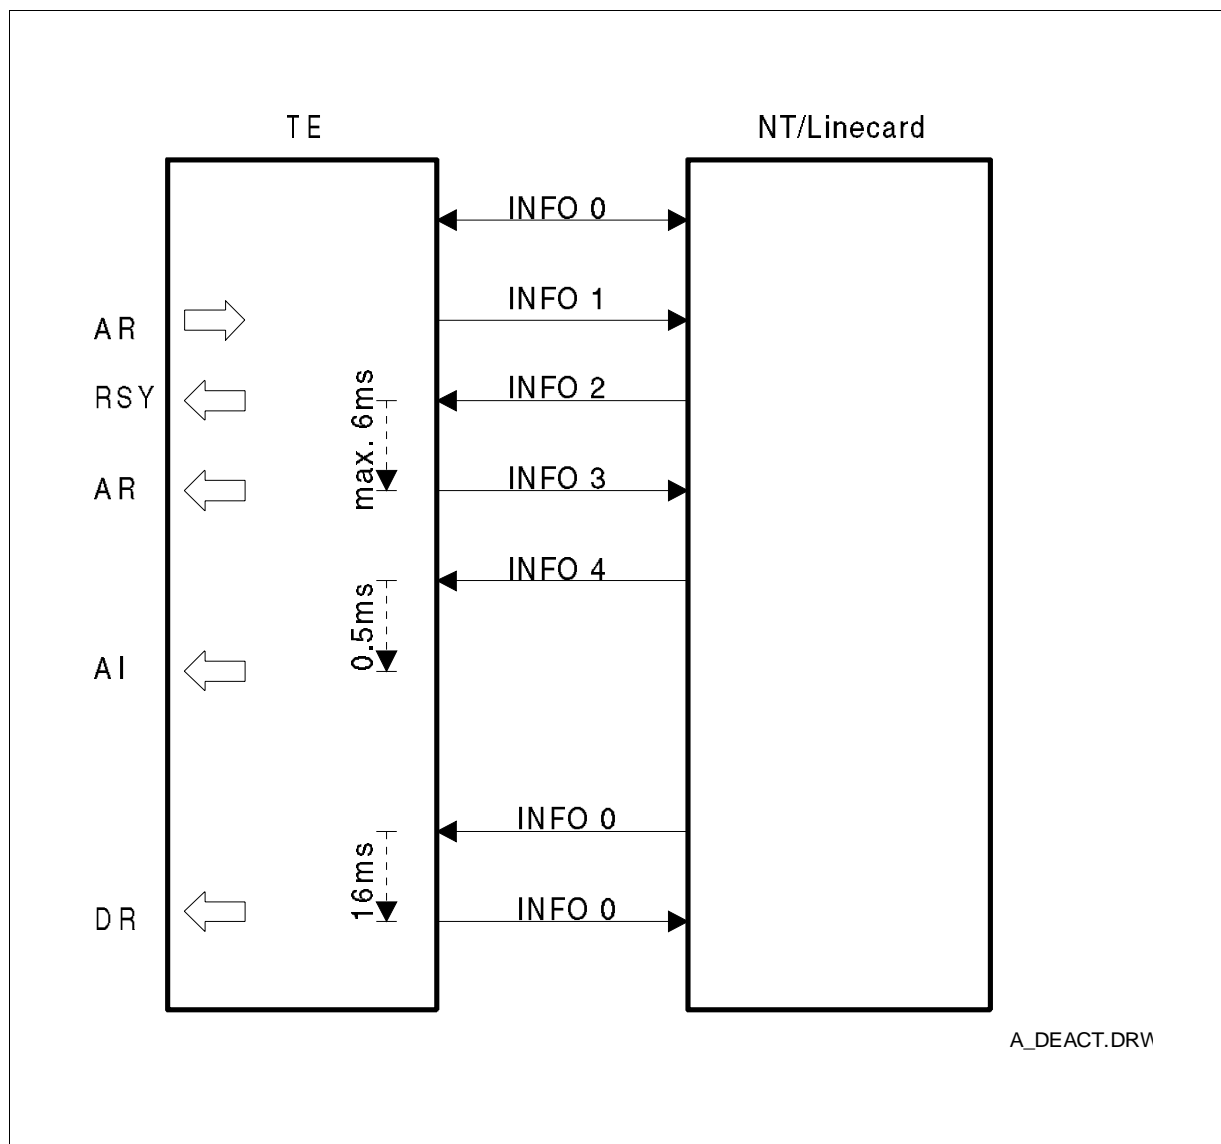 TE NT/Linecard
INFO 0
INFO 1
AR
RSY
INFO 2
max. 6ms
AR
INFO 3
INFO 4
0.5ms
AI
INFO 0
16ms
DR
INFO 0
A_DEACT.DRW